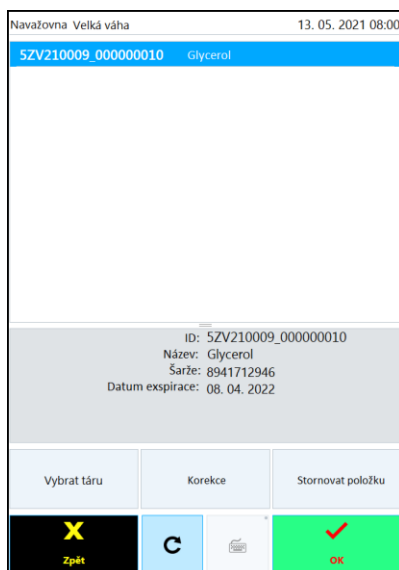 Navažovna Velká váha 13. 05. 2021 08:00
5ZV210009_000000010 Glycerol
ID: 5ZV210009_000000010
Název: Glycerol
Šarže: 8941712946
Datum exspirace: 08. 04. 2022
Vybrat táru Korekce Stornovat položku
X
Zpět C OK